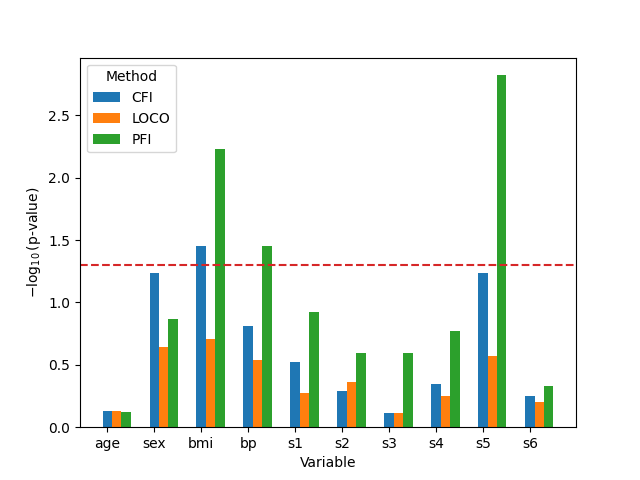 Method
CFI
LOCO
PFI
2.5
2.0
1.5
1.0
0.5
0.0
−log₁₀(p-value)
age sex bmi bp s1 s2 s3 s4 s5 s6
Variable